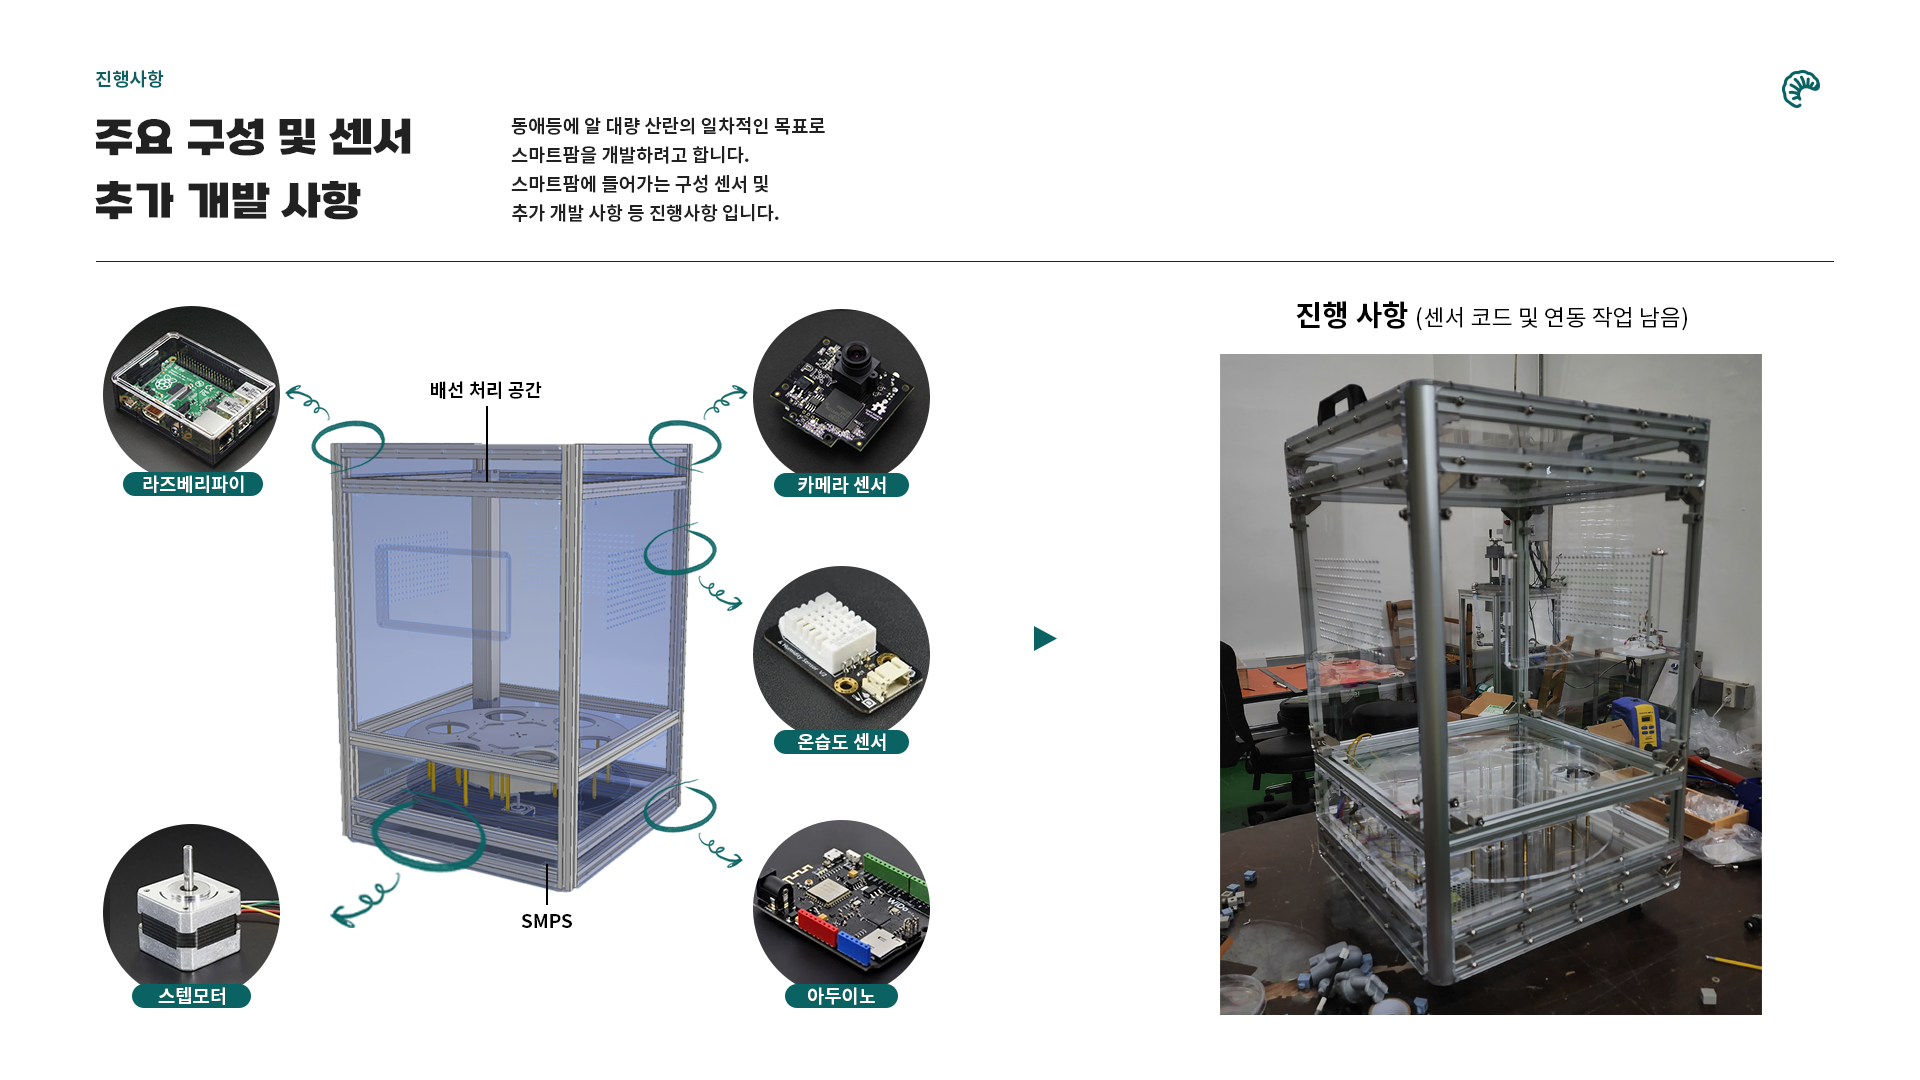 진행사항
주요 구성 및 센서
추가 개발 사항
동애등에 알 대량 산란의 일차적인 목표로
스마트팜을 개발하려고 합니다.
스마트팜에 들어가는 구성 센서 및
추가 개발 사항 등 진행사항 입니다.
진행 사항 (센서 코드 및 연동 작업 남음)
배선 처리 공간
라즈베리파이
카메라 센서
Humidity Sensor V2
온습도 센서
WiDo
SMPS
스텝모터
아두이노